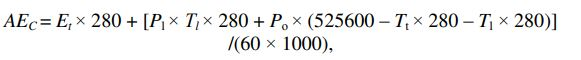 AE_C = E_t × 280 + [P_l × T_l × 280 + P_o × (525600 – T_t × 280 – T_l × 280)]
/(60 × 1000),